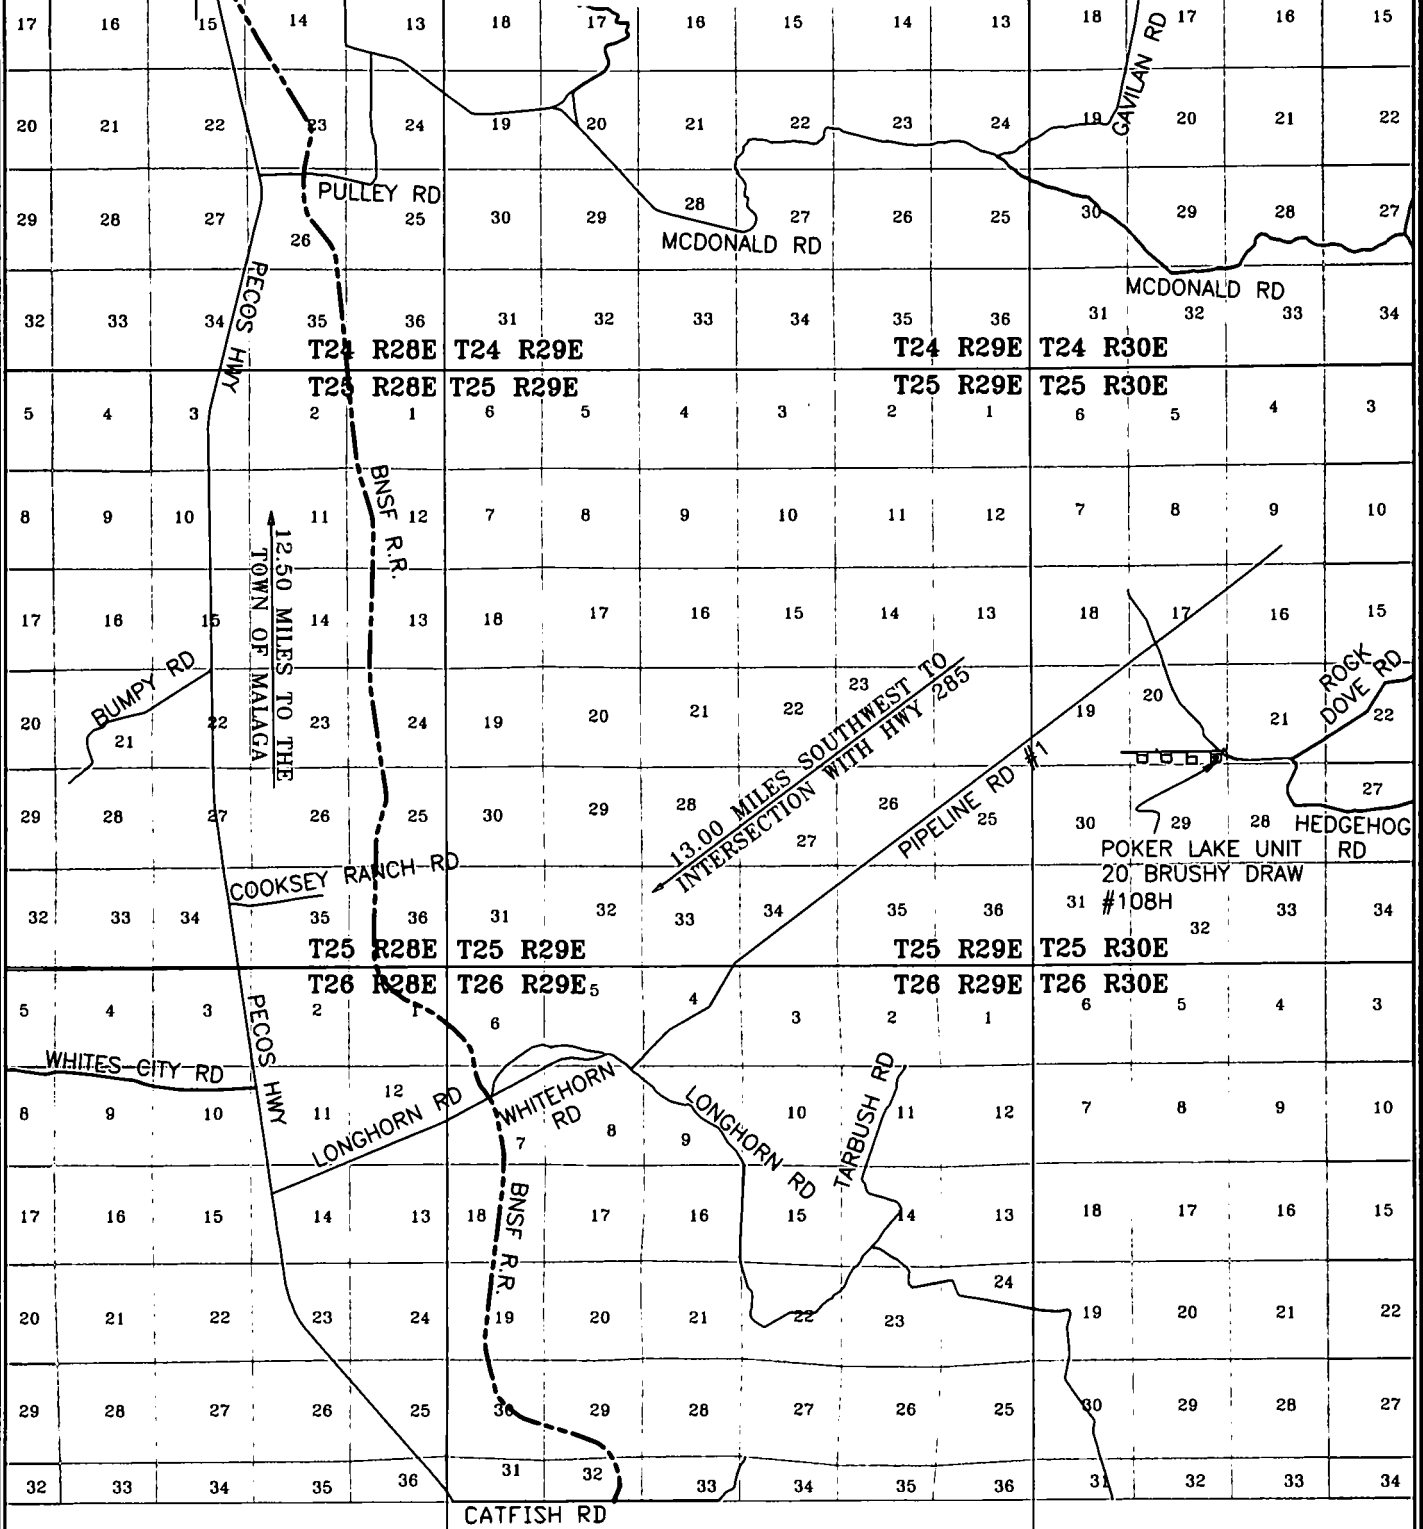 17 16 15 14 13 18 17 16 15 14 13 18 17 16 15
GAVILAN RD
20 21 22 23 24 19 20 21 22 23 24 19 20 21 22
PULLEY RD
29 28 27 26 25 30 29 28 27 26 25 30 29 28 27
MCDONALD RD
MCDONALD RD
PECOS HWY
32 33 34 35 36 31 32 33 34 35 36 31 32 33 34
T24 R28E T24 R29E T24 R29E T24 R30E
T25 R28E T25 R29E T25 R29E T25 R30E
5 4 3 2 1 6 5 4 3 2 1 6 5 4 3
BNSF R.R.
8 9 10 11 12 7 8 9 10 11 12 7 8 9 10
12.50 MILES TO THE
TOWN OF MALAGA
17 16 15 14 13 18 17 16 15 14 13 18 17 16 15
BUMPY RD
13.00 MILES SOUTHWEST TO
INTERSECTION WITH HWY 285
ROCK
DOVE RD
20 21 22 23 24 19 20 21 22 23 19 20 21 22
PIPELINE RD #1
29 28 27 26 25 30 29 28 27 26 25 30 29 28 27
HEDGEHOG
RD
POKER LAKE UNIT
20 BRUSHY DRAW
#108H
COOKSEY RANCH RD
32 33 34 35 36 31 32 33 34 35 36 31 32 33 34
T25 R28E T25 R29E T25 R29E T25 R30E
T26 R28E T26 R29E T26 R29E T26 R30E
5 4 3 2 1 6 5 4 3 2 1 6 5 4 3
PECOS HWY
WHITES CITY RD
LONGHORN RD
WHITEHORN
RD
LONGHORN RD
TARBUSH RD
8 9 10 11 12 7 8 9 10 11 12 7 8 9 10
17 16 15 14 13 18 17 16 15 14 13 18 17 16 15
BNSF R.R.
20 21 22 23 24 19 20 21 22 23 24 19 20 21 22
29 28 27 26 25 30 29 28 27 26 25 30 29 28 27
32 33 34 35 36 31 32 33 34 35 36 31 32 33 34
CATFISH RD